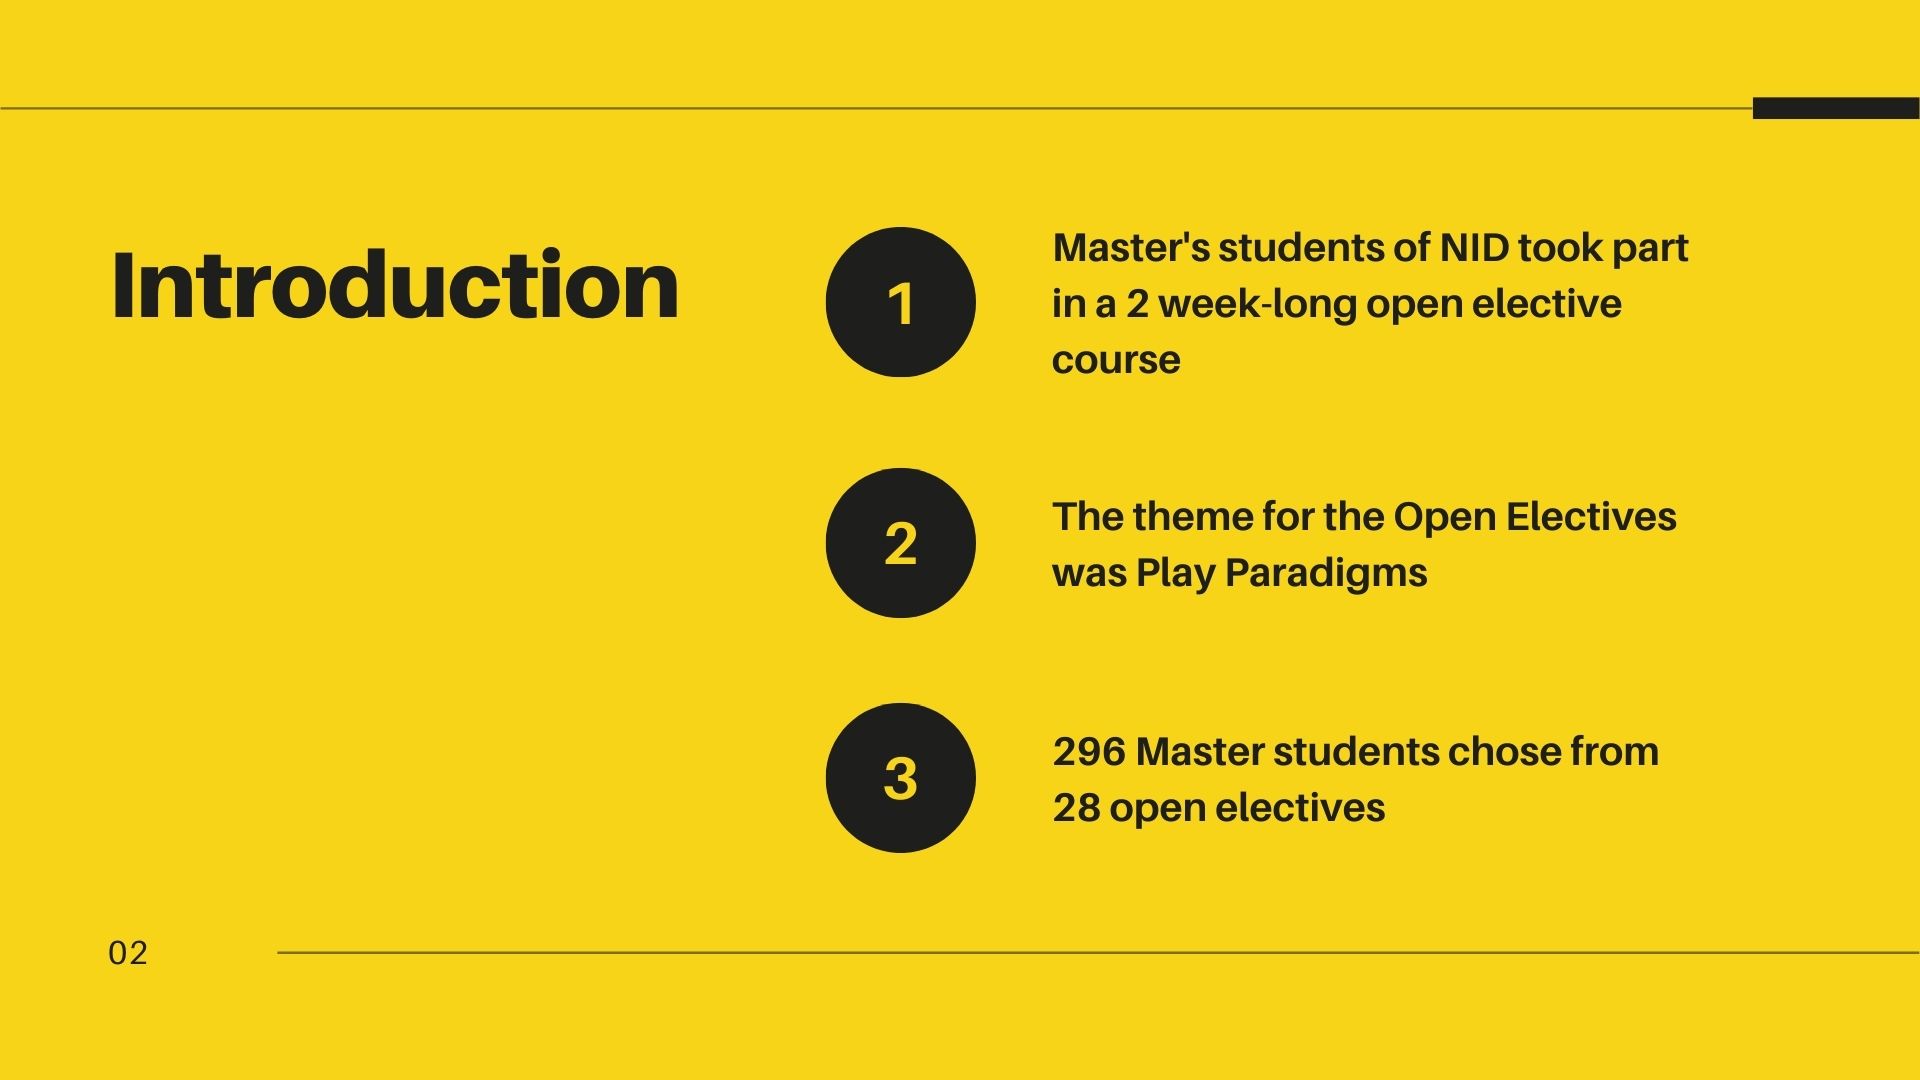 Introduction
1
Master's students of NID took part
in a 2 week-long open elective
course
2
The theme for the Open Electives
was Play Paradigms
3
296 Master students chose from
28 open electives
02